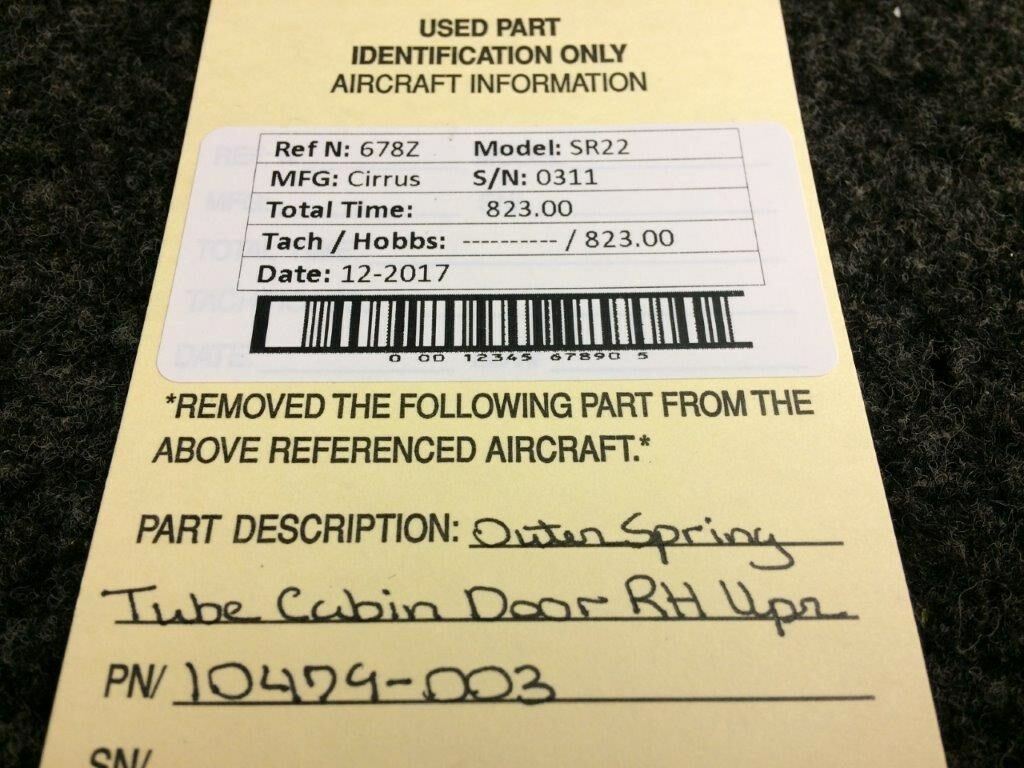 USED PART
IDENTIFICATION ONLY
AIRCRAFT INFORMATION
Ref N: 678Z Model: SR22
MFG: Cirrus S/N: 0311
Total Time: 823.00
Tach / Hobbs: ---------- / 823.00
Date: 12-2017
0 00 12345 67890 5
*REMOVED THE FOLLOWING PART FROM THE
ABOVE REFERENCED AIRCRAFT.*
PART DESCRIPTION: Outer Spring
Tube Cabin Door RH Upr
PN/ 10479-003
SN/